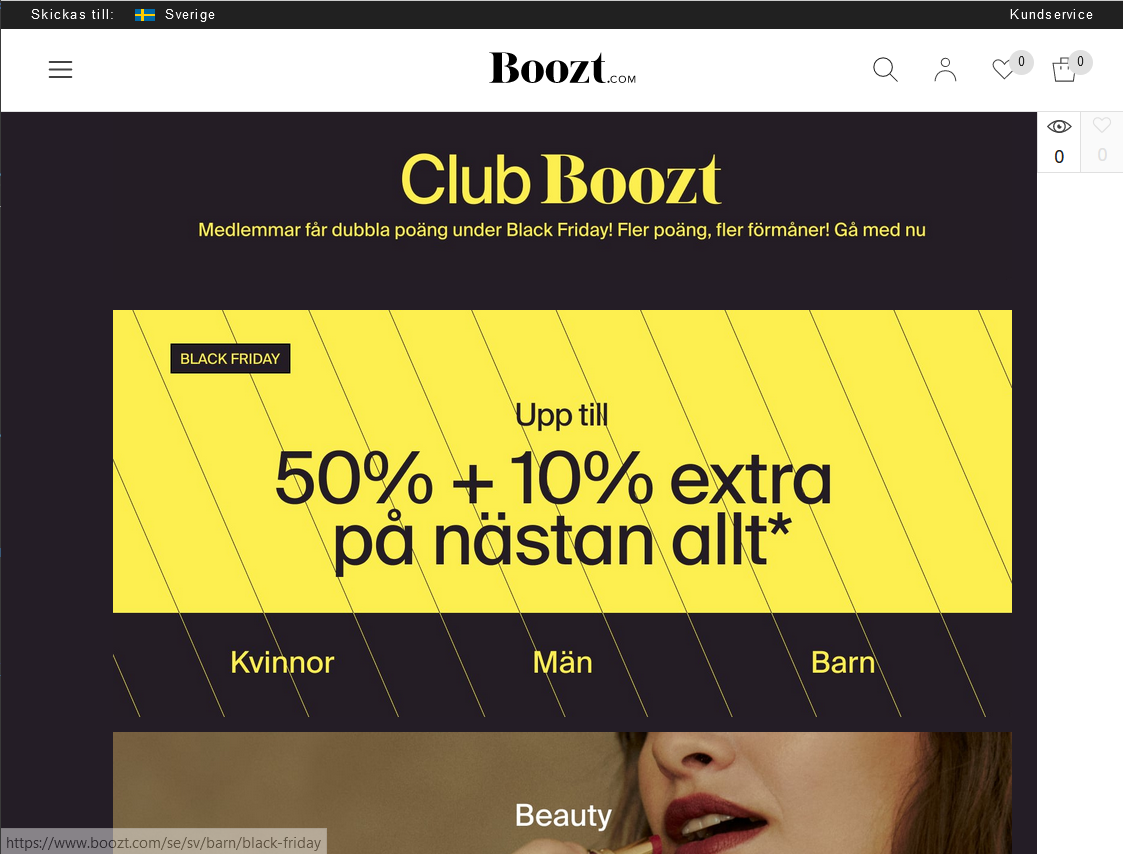 Skickas till: Sverige Kundservice
Boozt.COM
0 0
0 0
Club Boozt
Medlemmar får dubbla poäng under Black Friday! Fler poäng, fler förmåner! Gå med nu
BLACK FRIDAY
Upp till
50% + 10% extra
på nästan allt*
Kvinnor Män Barn
Beauty
https://www.boozt.com/se/sv/barn/black-friday